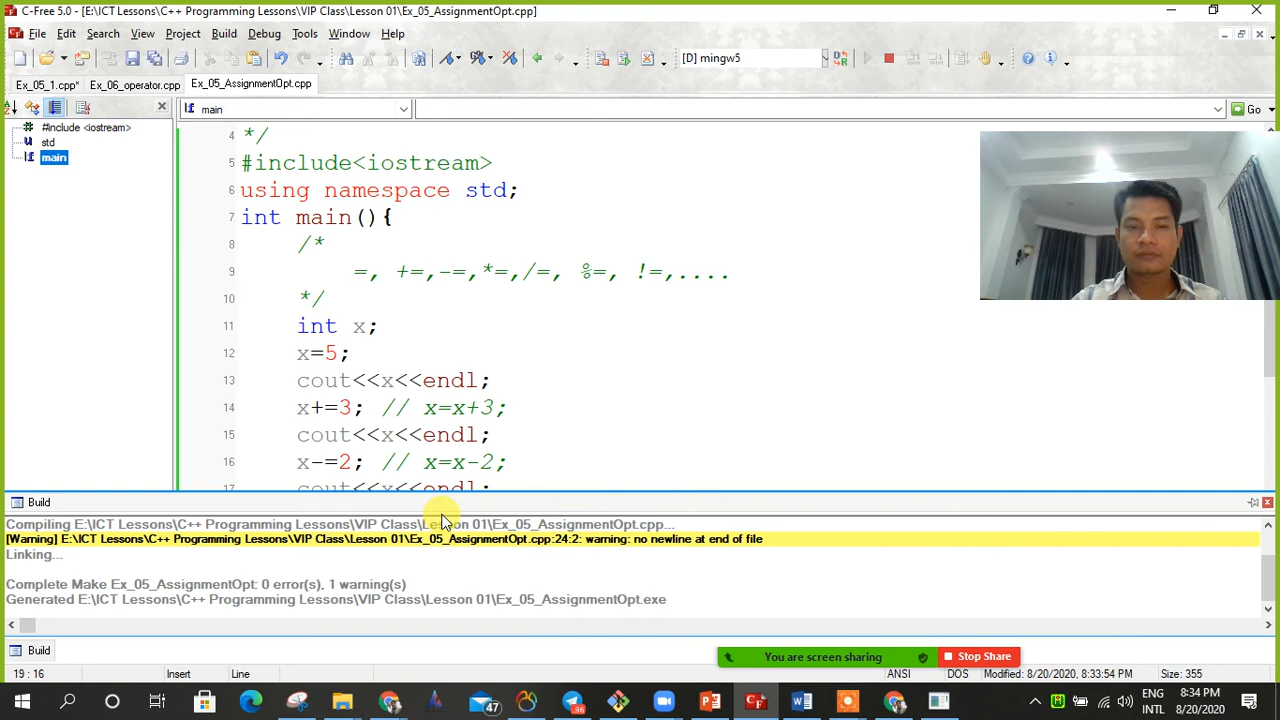 C-Free 5.0 - [E:\ICT Lessons\C++ Programming Lessons\VIP Class\Lesson 01\Ex_05_AssignmentOpt.cpp]
File Edit Search View Project Build Debug Tools Window Help
[D] mingw5
Ex_05_1.cpp* Ex_06_operator.cpp Ex_05_AssignmentOpt.cpp
main
Go
#include <iostream>
std
main
4 */
5 #include<iostream>
6 using namespace std;
7 int main(){
8 /*
9 =, +=,-=,*=,/=, %=, !=,....
10 */
11 int x;
12 x=5;
13 cout<<x<<endl;
14 x+=3; // x=x+3;
15 cout<<x<<endl;
16 x-=2; // x=x-2;
17 cout<<x<<endl;
Build
Compiling E:\ICT Lessons\C++ Programming Lessons\VIP Class\Lesson 01\Ex_05_AssignmentOpt.cpp...
[Warning] E:\ICT Lessons\C++ Programming Lessons\VIP Class\Lesson 01\Ex_05_AssignmentOpt.cpp:24:2: warning: no newline at end of file
Linking...
Complete Make Ex_05_AssignmentOpt: 0 error(s), 1 warning(s)
Generated E:\ICT Lessons\C++ Programming Lessons\VIP Class\Lesson 01\Ex_05_AssignmentOpt.exe
Build
You are screen sharing Stop Share
19 : 16 Insert Line ANSI DOS Modified: 8/20/2020, 8:33:54 PM Size: 355
47
96
ENG 8:34 PM
INTL 8/20/2020